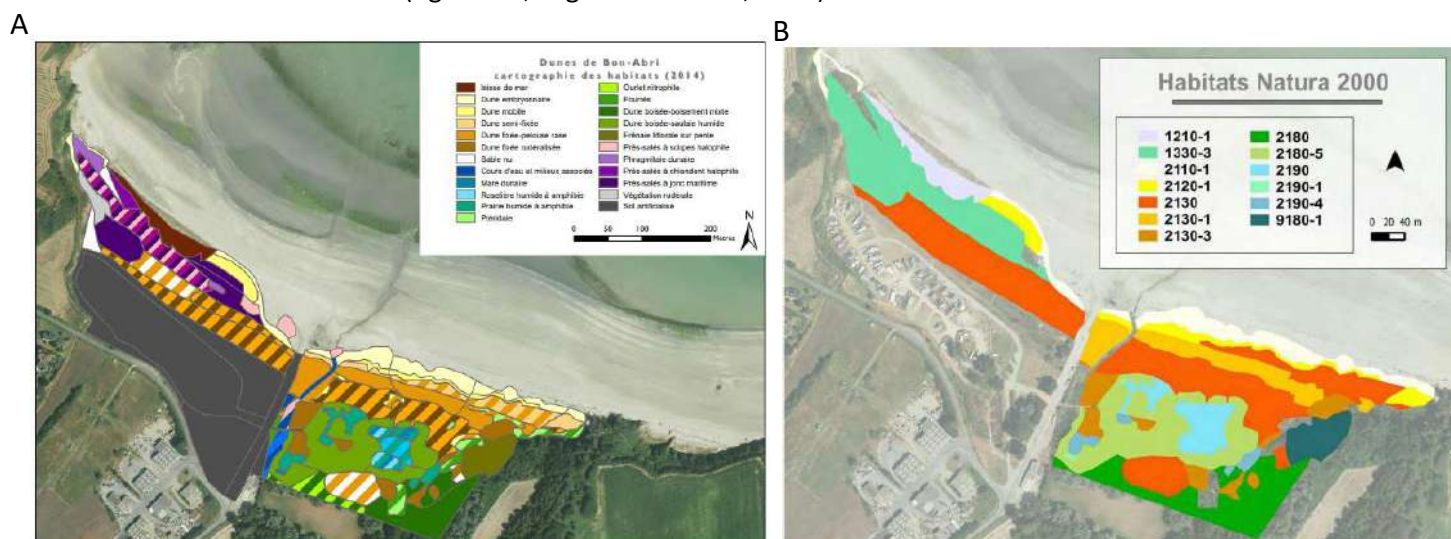 A
B
Dunes de Bon-Abri
cartographie des habitats (2014)
laisse de mer
Dune embryonnaire
Dune mobile
Dune semi-fixée
Dune fixée-pelouse rase
Dune fixée rudéralisée
Sable nu
Cours d'eau et milieux associés
Mare dunaire
Roselière humide à amphibie
Prairie humide à amphibie
Ourlet nitrophile
Fourrés
Dune boisée-boisement mixte
Dune boisée-saulaie humide
Frênaie littorale sur pente
Prés-salés à scirpes halophile
Phragmitaie dunaire
Prés-salés à chiendent halophile
Prés-salés à jonc maritime
Végétation rudérale
Sol artificialisé
N
0 50 100 200
Mètres
Habitats Natura 2000
1210-1
1330-3
2110-1
2120-1
2130
2130-1
2130-3
2180
2180-5
2190
2190-1
2190-4
9180-1
0 20 40 m